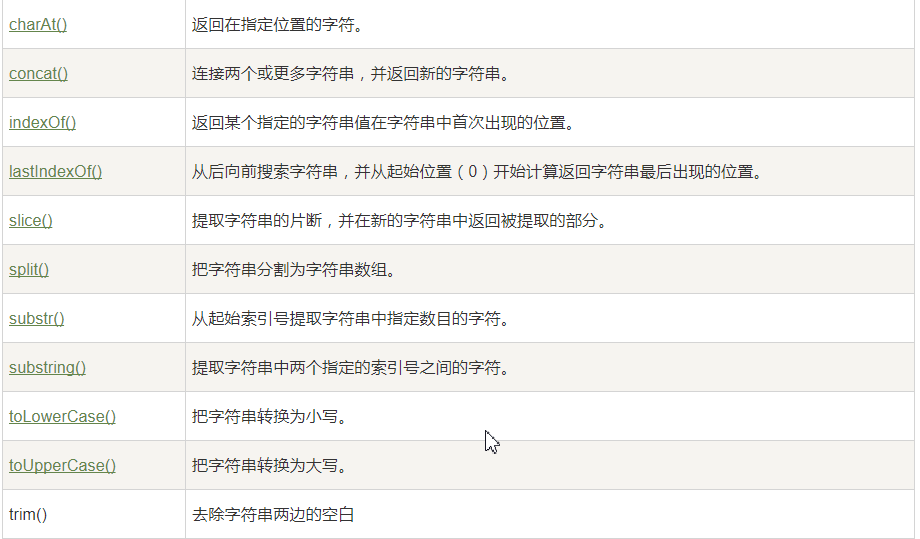 charAt() 返回在指定位置的字符。
concat() 连接两个或更多字符串，并返回新的字符串。
indexOf() 返回某个指定的字符串值在字符串中首次出现的位置。
lastIndexOf() 从后向前搜索字符串，并从起始位置（0）开始计算返回字符串最后出现的位置。
slice() 提取字符串的片断，并在新的字符串中返回被提取的部分。
split() 把字符串分割为字符串数组。
substr() 从起始索引号提取字符串中指定数目的字符。
substring() 提取字符串中两个指定的索引号之间的字符。
toLowerCase() 把字符串转换为小写。
toUpperCase() 把字符串转换为大写。
trim() 去除字符串两边的空白